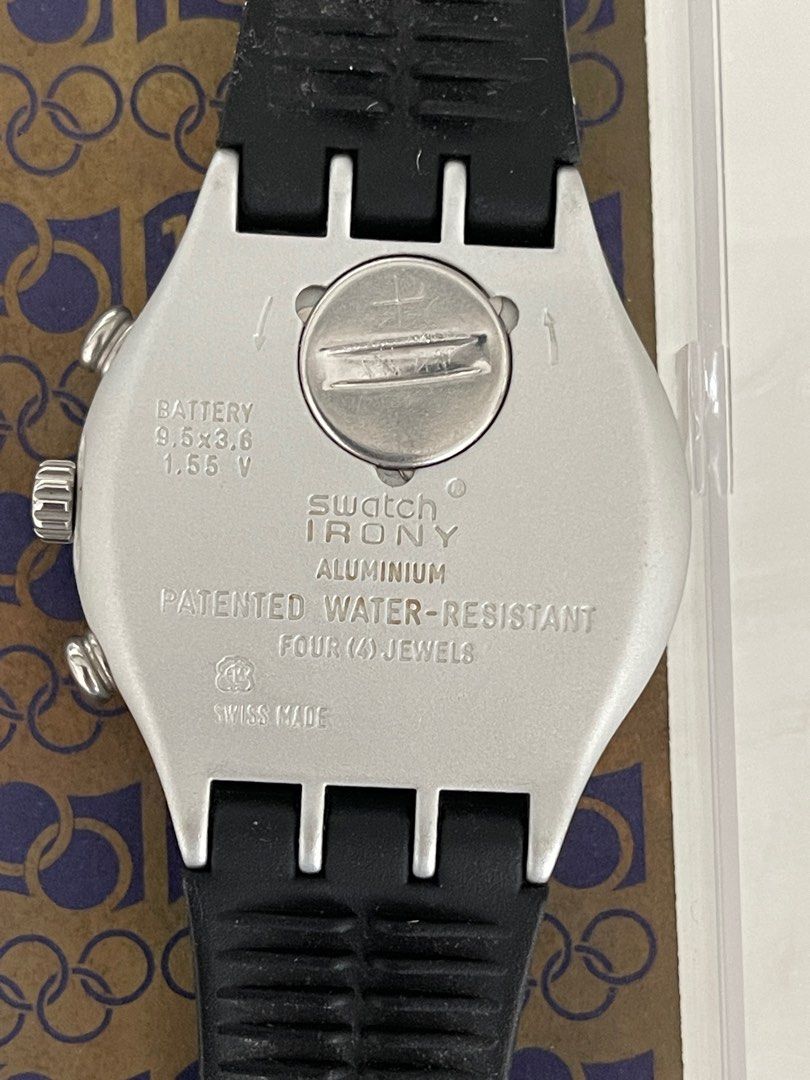 +
BATTERY
9.5x3.6
1.55 V
swatch®
IRONY
ALUMINIUM
PATENTED WATER-RESISTANT
FOUR (4) JEWELS
SWISS MADE